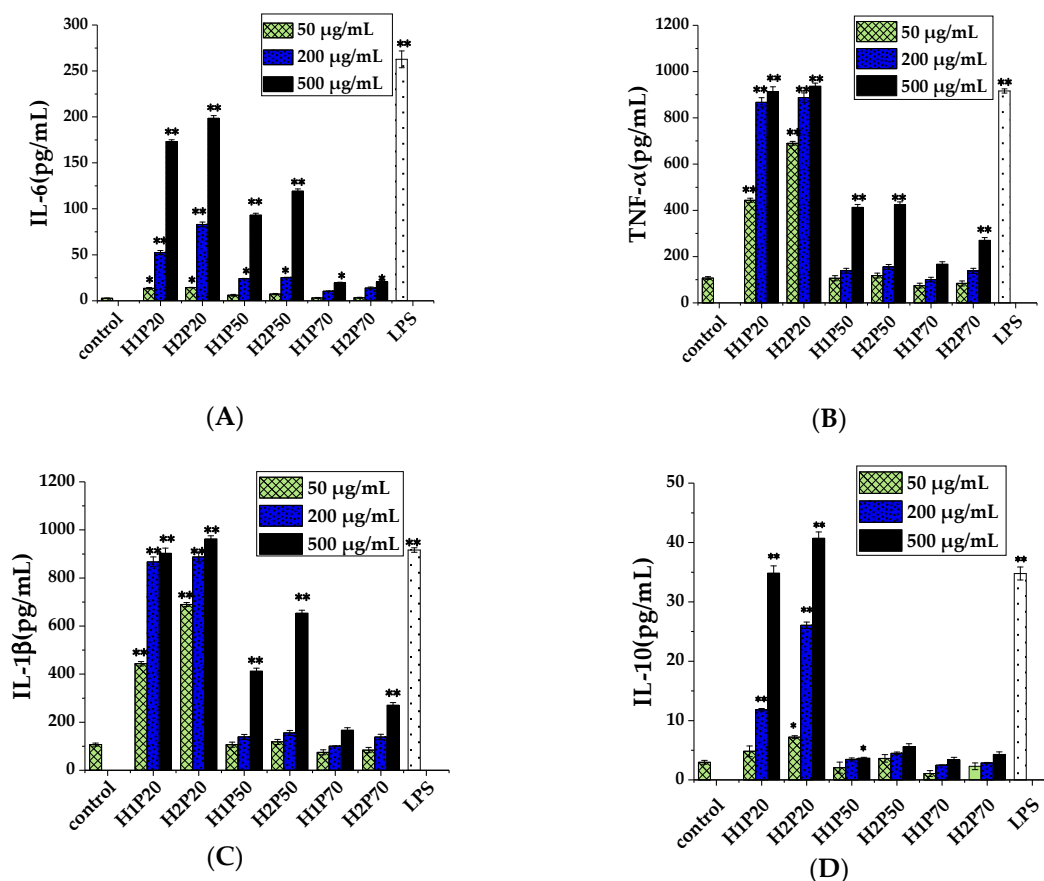 300
250
200
150
100
50
0
IL-6(pg/mL)
50 µg/mL
200 µg/mL
500 µg/mL
* ** ** * ** ** * ** * ** * * **
control H1P20 H2P20 H1P50 H2P50 H1P70 H2P70 LPS
(A)
1200
1000
800
600
400
200
0
TNF-α(pg/mL)
50 µg/mL
200 µg/mL
500 µg/mL
** ** ** ** ** ** ** ** ** **
control H1P20 H2P20 H1P50 H2P50 H1P70 H2P70 LPS
(B)
1200
1000
800
600
400
200
0
IL-1β(pg/mL)
50 µg/mL
200 µg/mL
500 µg/mL
** ** ** ** ** ** ** ** ** **
control H1P20 H2P20 H1P50 H2P50 H1P70 H2P70 LPS
(C)
50
40
30
20
10
0
IL-10(pg/mL)
50 µg/mL
200 µg/mL
500 µg/mL
** ** * ** ** * **
control H1P20 H2P20 H1P50 H2P50 H1P70 H2P70 LPS
(D)